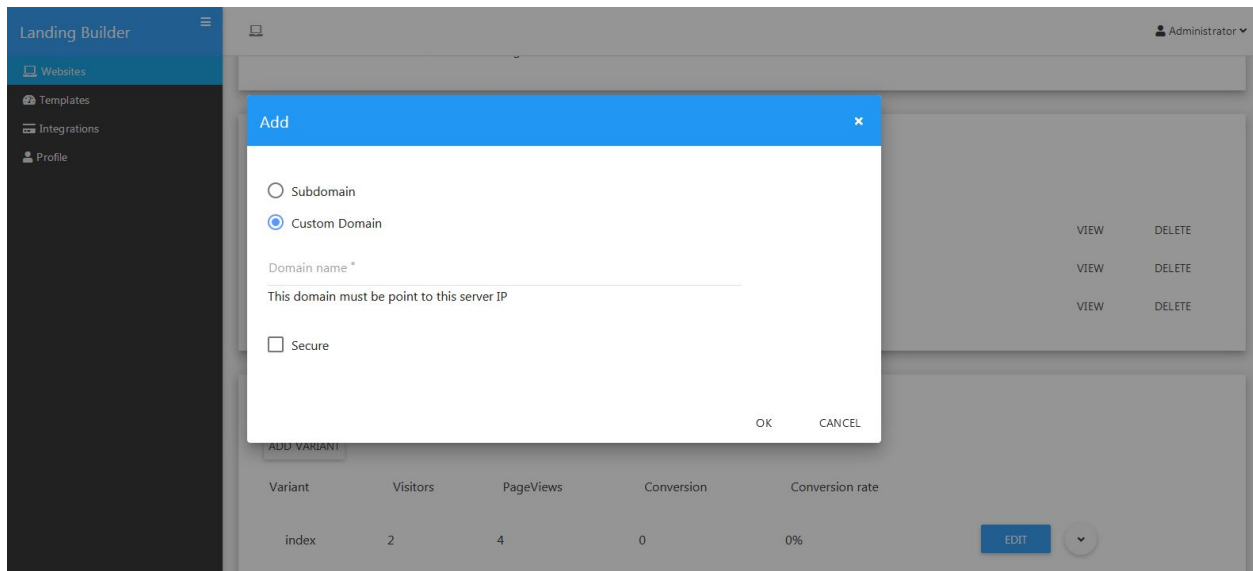 Landing Builder
Administrator
Websites
Templates
Integrations
Profile
Add
Subdomain
Custom Domain
Domain name *
This domain must be point to this server IP
Secure
OK CANCEL
VIEW DELETE
VIEW DELETE
VIEW DELETE
ADD VARIANT
Variant Visitors PageViews Conversion Conversion rate
index 2 4 0 0% EDIT